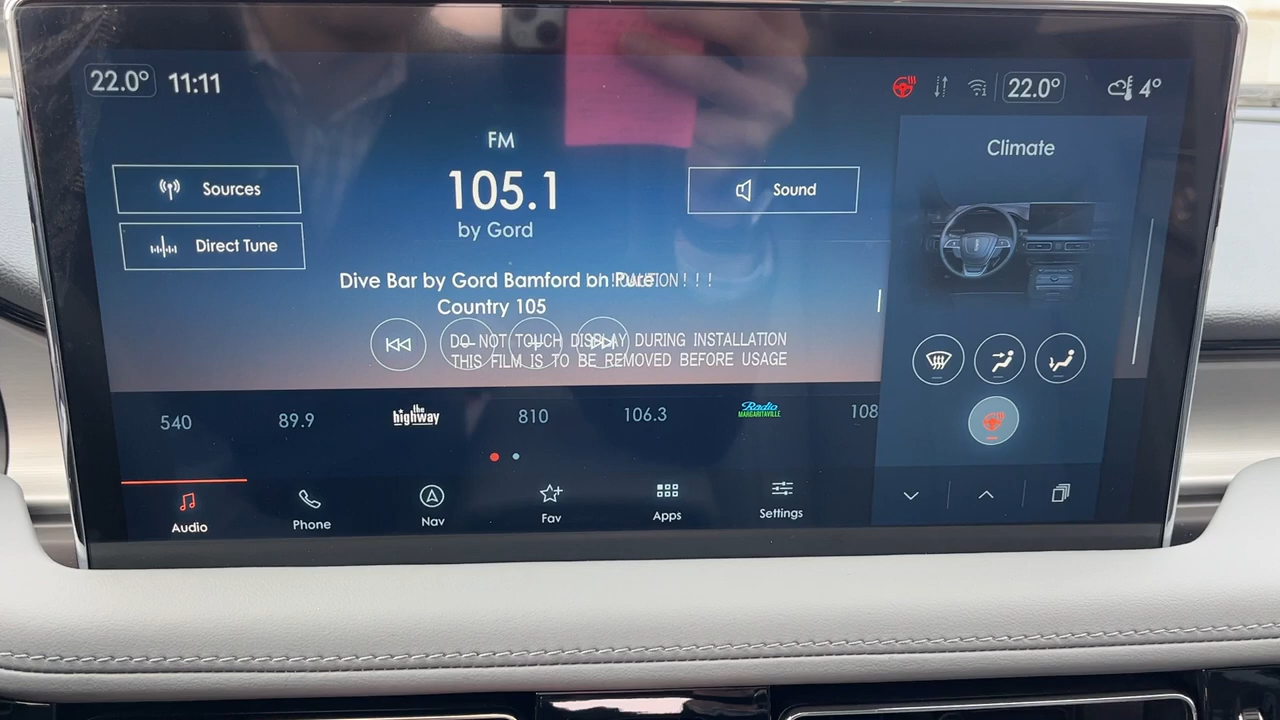 22.0° 11:11
22.0° 4°
FM
Climate
105.1
Sources
Sound
by Gord
Direct Tune
Dive Bar by Gord Bamford on Pure
Country 105
!CAUTION!!!
DO NOT TOUCH DISPLAY DURING INSTALLATION
THIS FILM IS TO BE REMOVED BEFORE USAGE
540
89.9
the
highway
810
106.3
Radio
MARGARITAVILLE
108
Audio
Phone
Nav
Fav
Apps
Settings